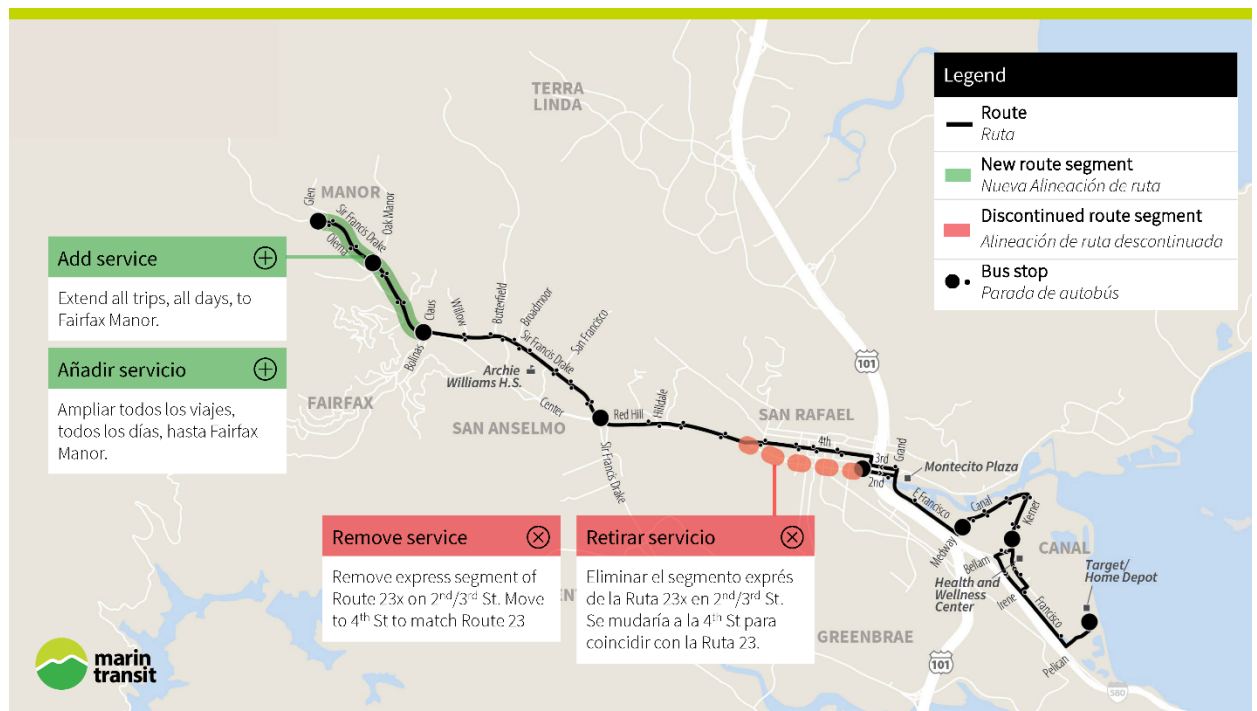 TERRA
LINDA
Legend
Route
Ruta
New route segment
Nueva Alineación de ruta
Discontinued route segment
Alineación de ruta descontinuada
Bus stop
Parada de autobús
MANOR
Glen
Sir Francis Drake
Oak Manor
Olema
Add service
Extend all trips, all days, to
Fairfax Manor.
Añadir servicio
Ampliar todos los viajes,
todos los días, hasta Fairfax
Manor.
Claus
Bolinas
Willow
Butterfield
Broadmoor
Sir Francis Drake
San Francisco
Archie
Williams H.S.
Center
FAIRFAX
SAN ANSELMO
Red Hill
Hilldale
Sir Francis Drake
101
SAN RAFAEL
4th
3rd
2nd
Grand
Montecito Plaza
E Francisco
Canal
Kerner
Medway
CANAL
Bellam
Target/
Home Depot
Health and
Wellness
Center
Irene
Francisco
Pelican
Remove service
Remove express segment of
Route 23x on 2nd/3rd St. Move
to 4th St to match Route 23
Retirar servicio
Eliminar el segmento exprés
de la Ruta 23x en 2nd/3rd St.
Se mudaría a la 4th St para
coincidir con la Ruta 23.
GREENBRAE
101
580
marin
transit